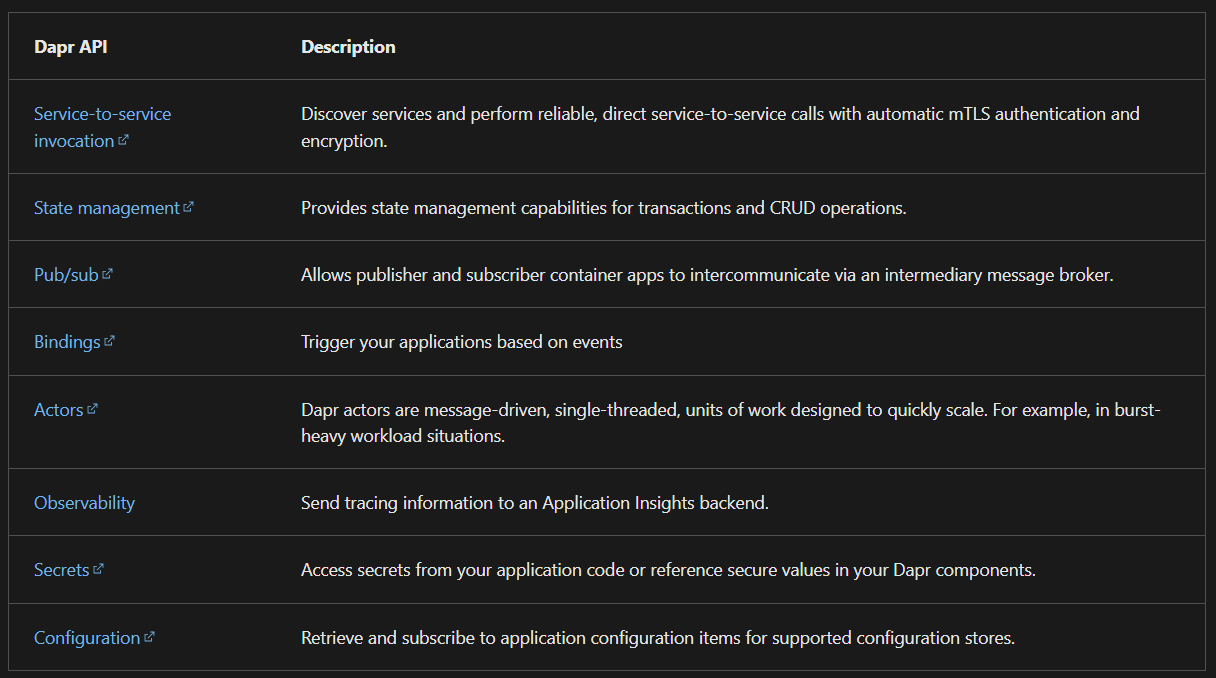 Dapr API Description
Service-to-service
invocation
Discover services and perform reliable, direct service-to-service calls with automatic mTLS authentication and
encryption.
State management Provides state management capabilities for transactions and CRUD operations.
Pub/sub Allows publisher and subscriber container apps to intercommunicate via an intermediary message broker.
Bindings Trigger your applications based on events
Actors Dapr actors are message-driven, single-threaded, units of work designed to quickly scale. For example, in burst-
heavy workload situations.
Observability Send tracing information to an Application Insights backend.
Secrets Access secrets from your application code or reference secure values in your Dapr components.
Configuration Retrieve and subscribe to application configuration items for supported configuration stores.